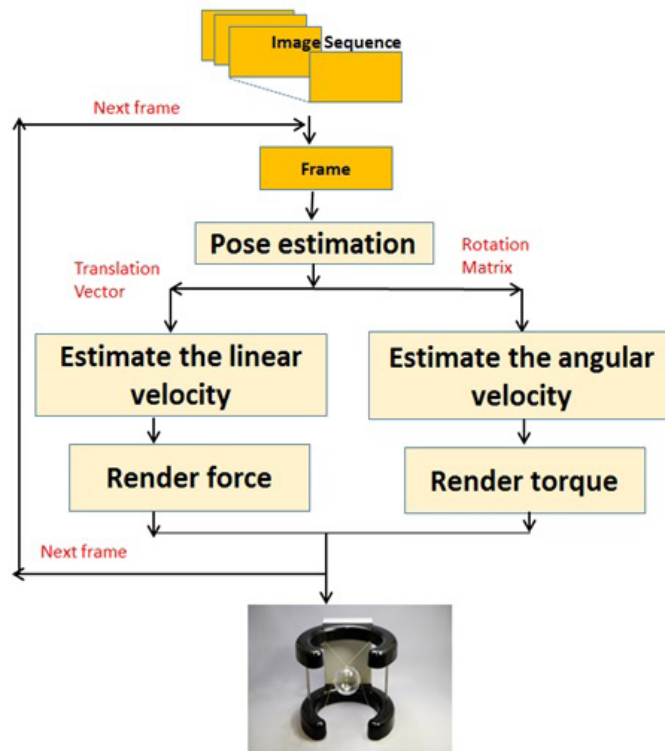 Image Sequence
Next frame
Frame
Pose estimation
Translation
Vector
Rotation
Matrix
Estimate the linear
velocity
Estimate the angular
velocity
Render force
Render torque
Next frame